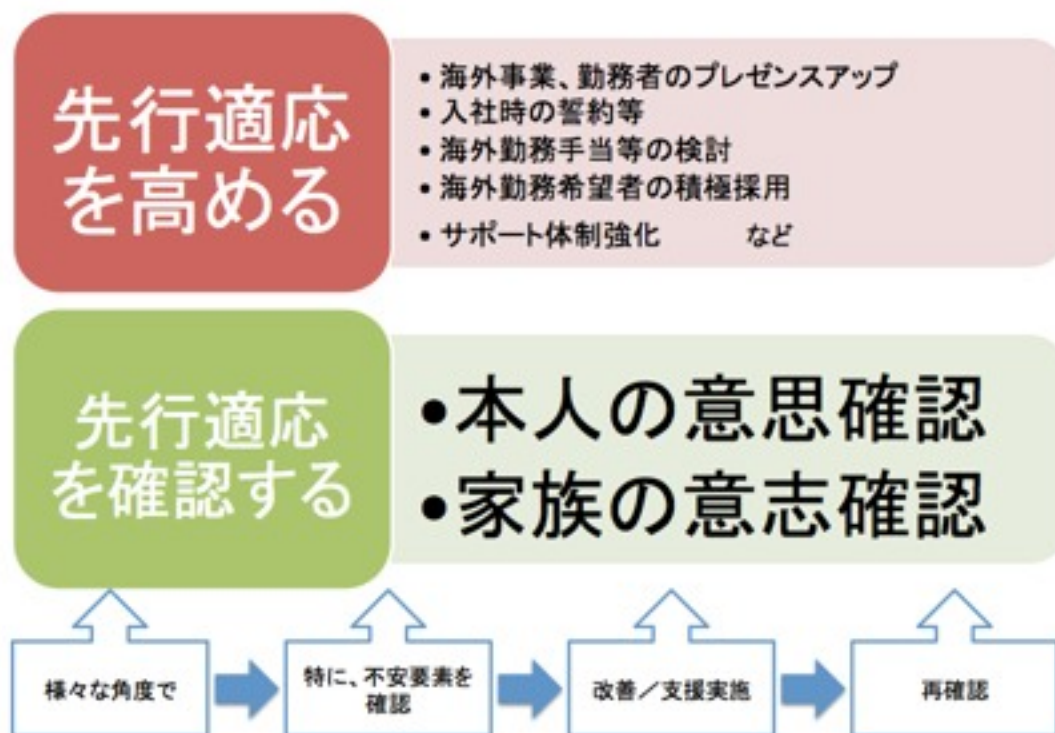 先行適応
を高める
• 海外事業、勤務者のプレゼンスアップ
• 入社時の誓約等
• 海外勤務手当等の検討
• 海外勤務希望者の積極採用
• サポート体制強化 など
先行適応
を確認する
•本人の意思確認
•家族の意志確認
様々な角度で
特に、不安要素を
確認
改善／支援実施
再確認